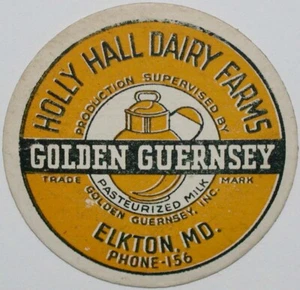 HOLLY HALL DAIRY FARMS
PRODUCTION SUPERVISED BY
GOLDEN GUERNSEY
TRADE MARK
PASTEURIZED MILK
GOLDEN GUERNSEY, INC.
ELKTON, MD.
PHONE-156